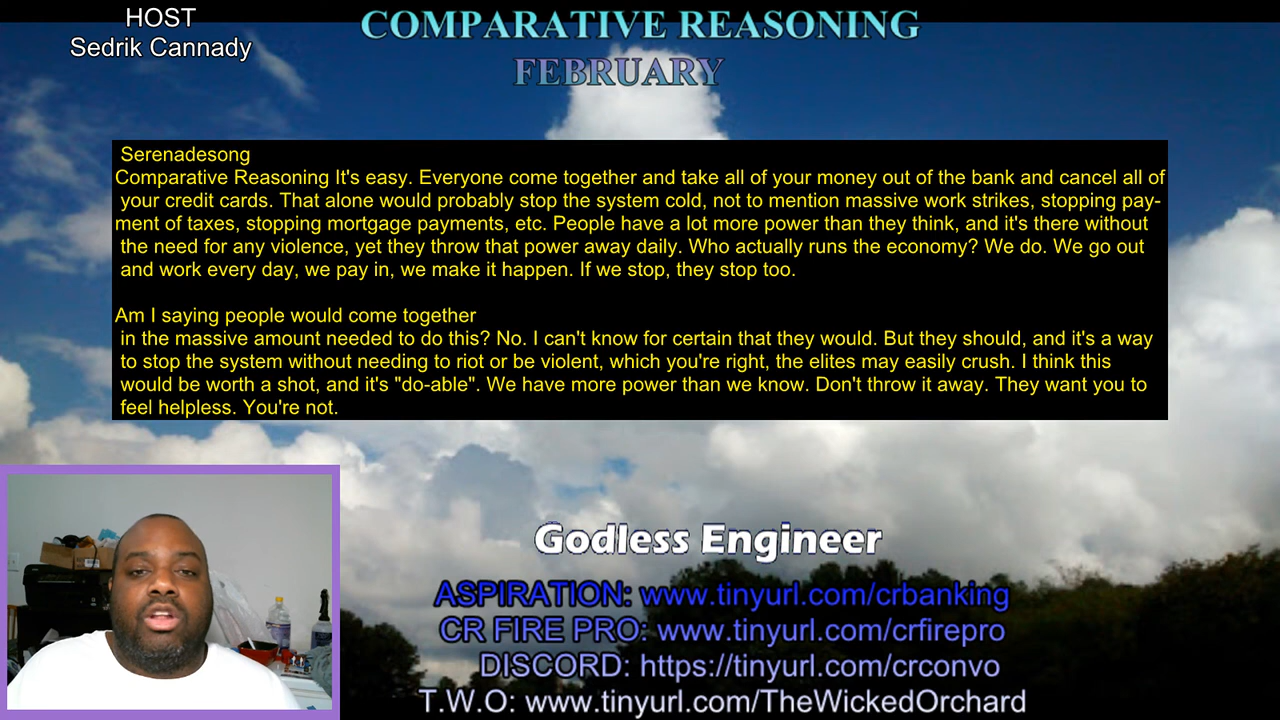 HOST
Sedrik Cannady
COMPARATIVE REASONING
FEBRUARY
Serenadesong
Comparative Reasoning It's easy. Everyone come together and take all of your money out of the bank and cancel all of
your credit cards. That alone would probably stop the system cold, not to mention massive work strikes, stopping pay-
ment of taxes, stopping mortgage payments, etc. People have a lot more power than they think, and it's there without
the need for any violence, yet they throw that power away daily. Who actually runs the economy? We do. We go out
and work every day, we pay in, we make it happen. If we stop, they stop too.
Am I saying people would come together
in the massive amount needed to do this? No. I can't know for certain that they would. But they should, and it's a way
to stop the system without needing to riot or be violent, which you're right, the elites may easily crush. I think this
would be worth a shot, and it's "do-able". We have more power than we know. Don't throw it away. They want you to
feel helpless. You're not.
Godless Engineer
ASPIRATION: www.tinyurl.com/crbanking
CR FIRE PRO: www.tinyurl.com/crfirepro
DISCORD: https://tinyurl.com/crconvo
T.W.O: www.tinyurl.com/TheWickedOrchard